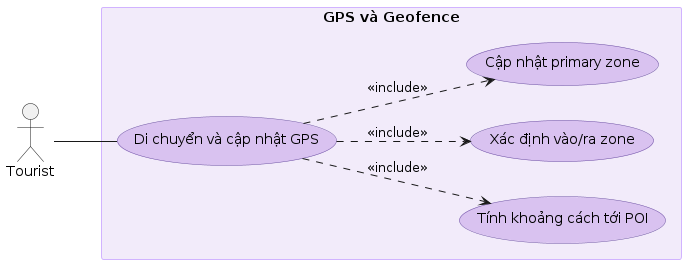 GPS và Geofence
Cập nhật primary zone
«include»
Tourist
Di chuyển và cập nhật GPS
«include»
Xác định vào/ra zone
«include»
Tính khoảng cách tới POI